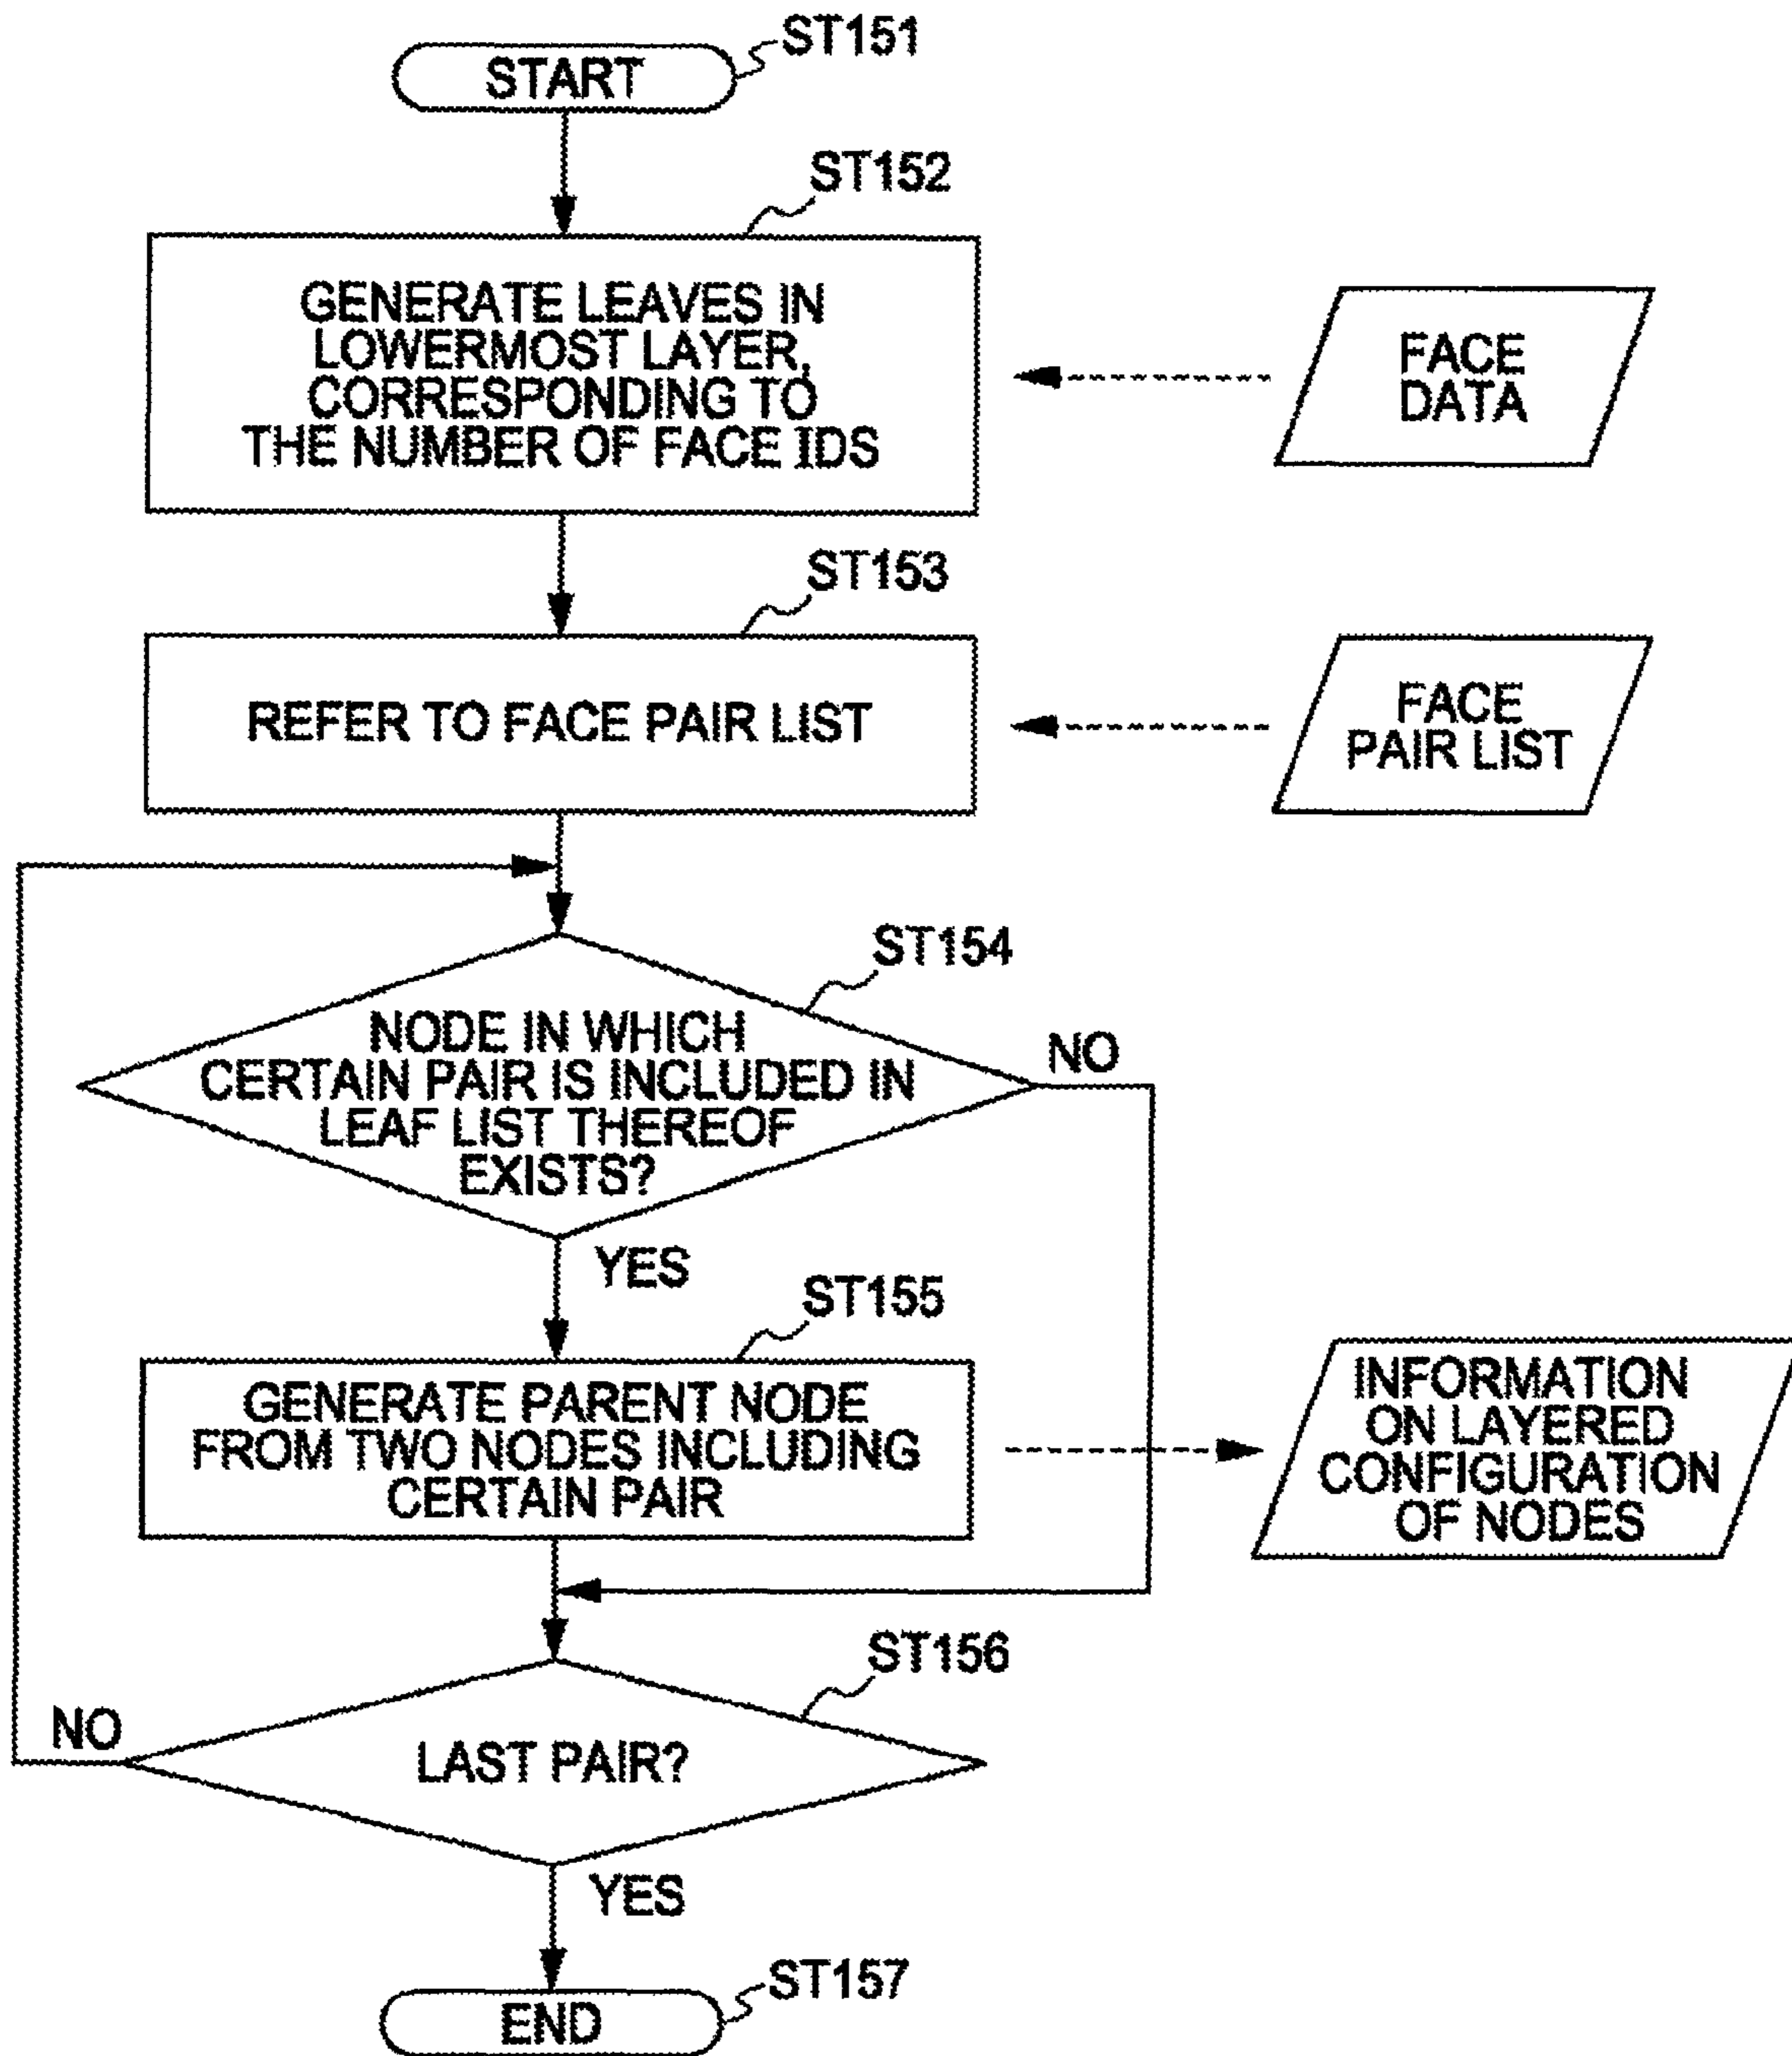 START
ST151
ST152
GENERATE LEAVES IN
LOWERMOST LAYER,
CORRESPONDING TO
THE NUMBER OF FACE IDS
FACE
DATA
ST153
REFER TO FACE PAIR LIST
FACE
PAIR LIST
ST154
NODE IN WHICH
CERTAIN PAIR IS INCLUDED IN
LEAF LIST THEREOF
EXISTS?
NO
YES
ST155
GENERATE PARENT NODE
FROM TWO NODES INCLUDING
CERTAIN PAIR
INFORMATION
ON LAYERED
CONFIGURATION
OF NODES
ST156
NO
LAST PAIR?
YES
ST157
END